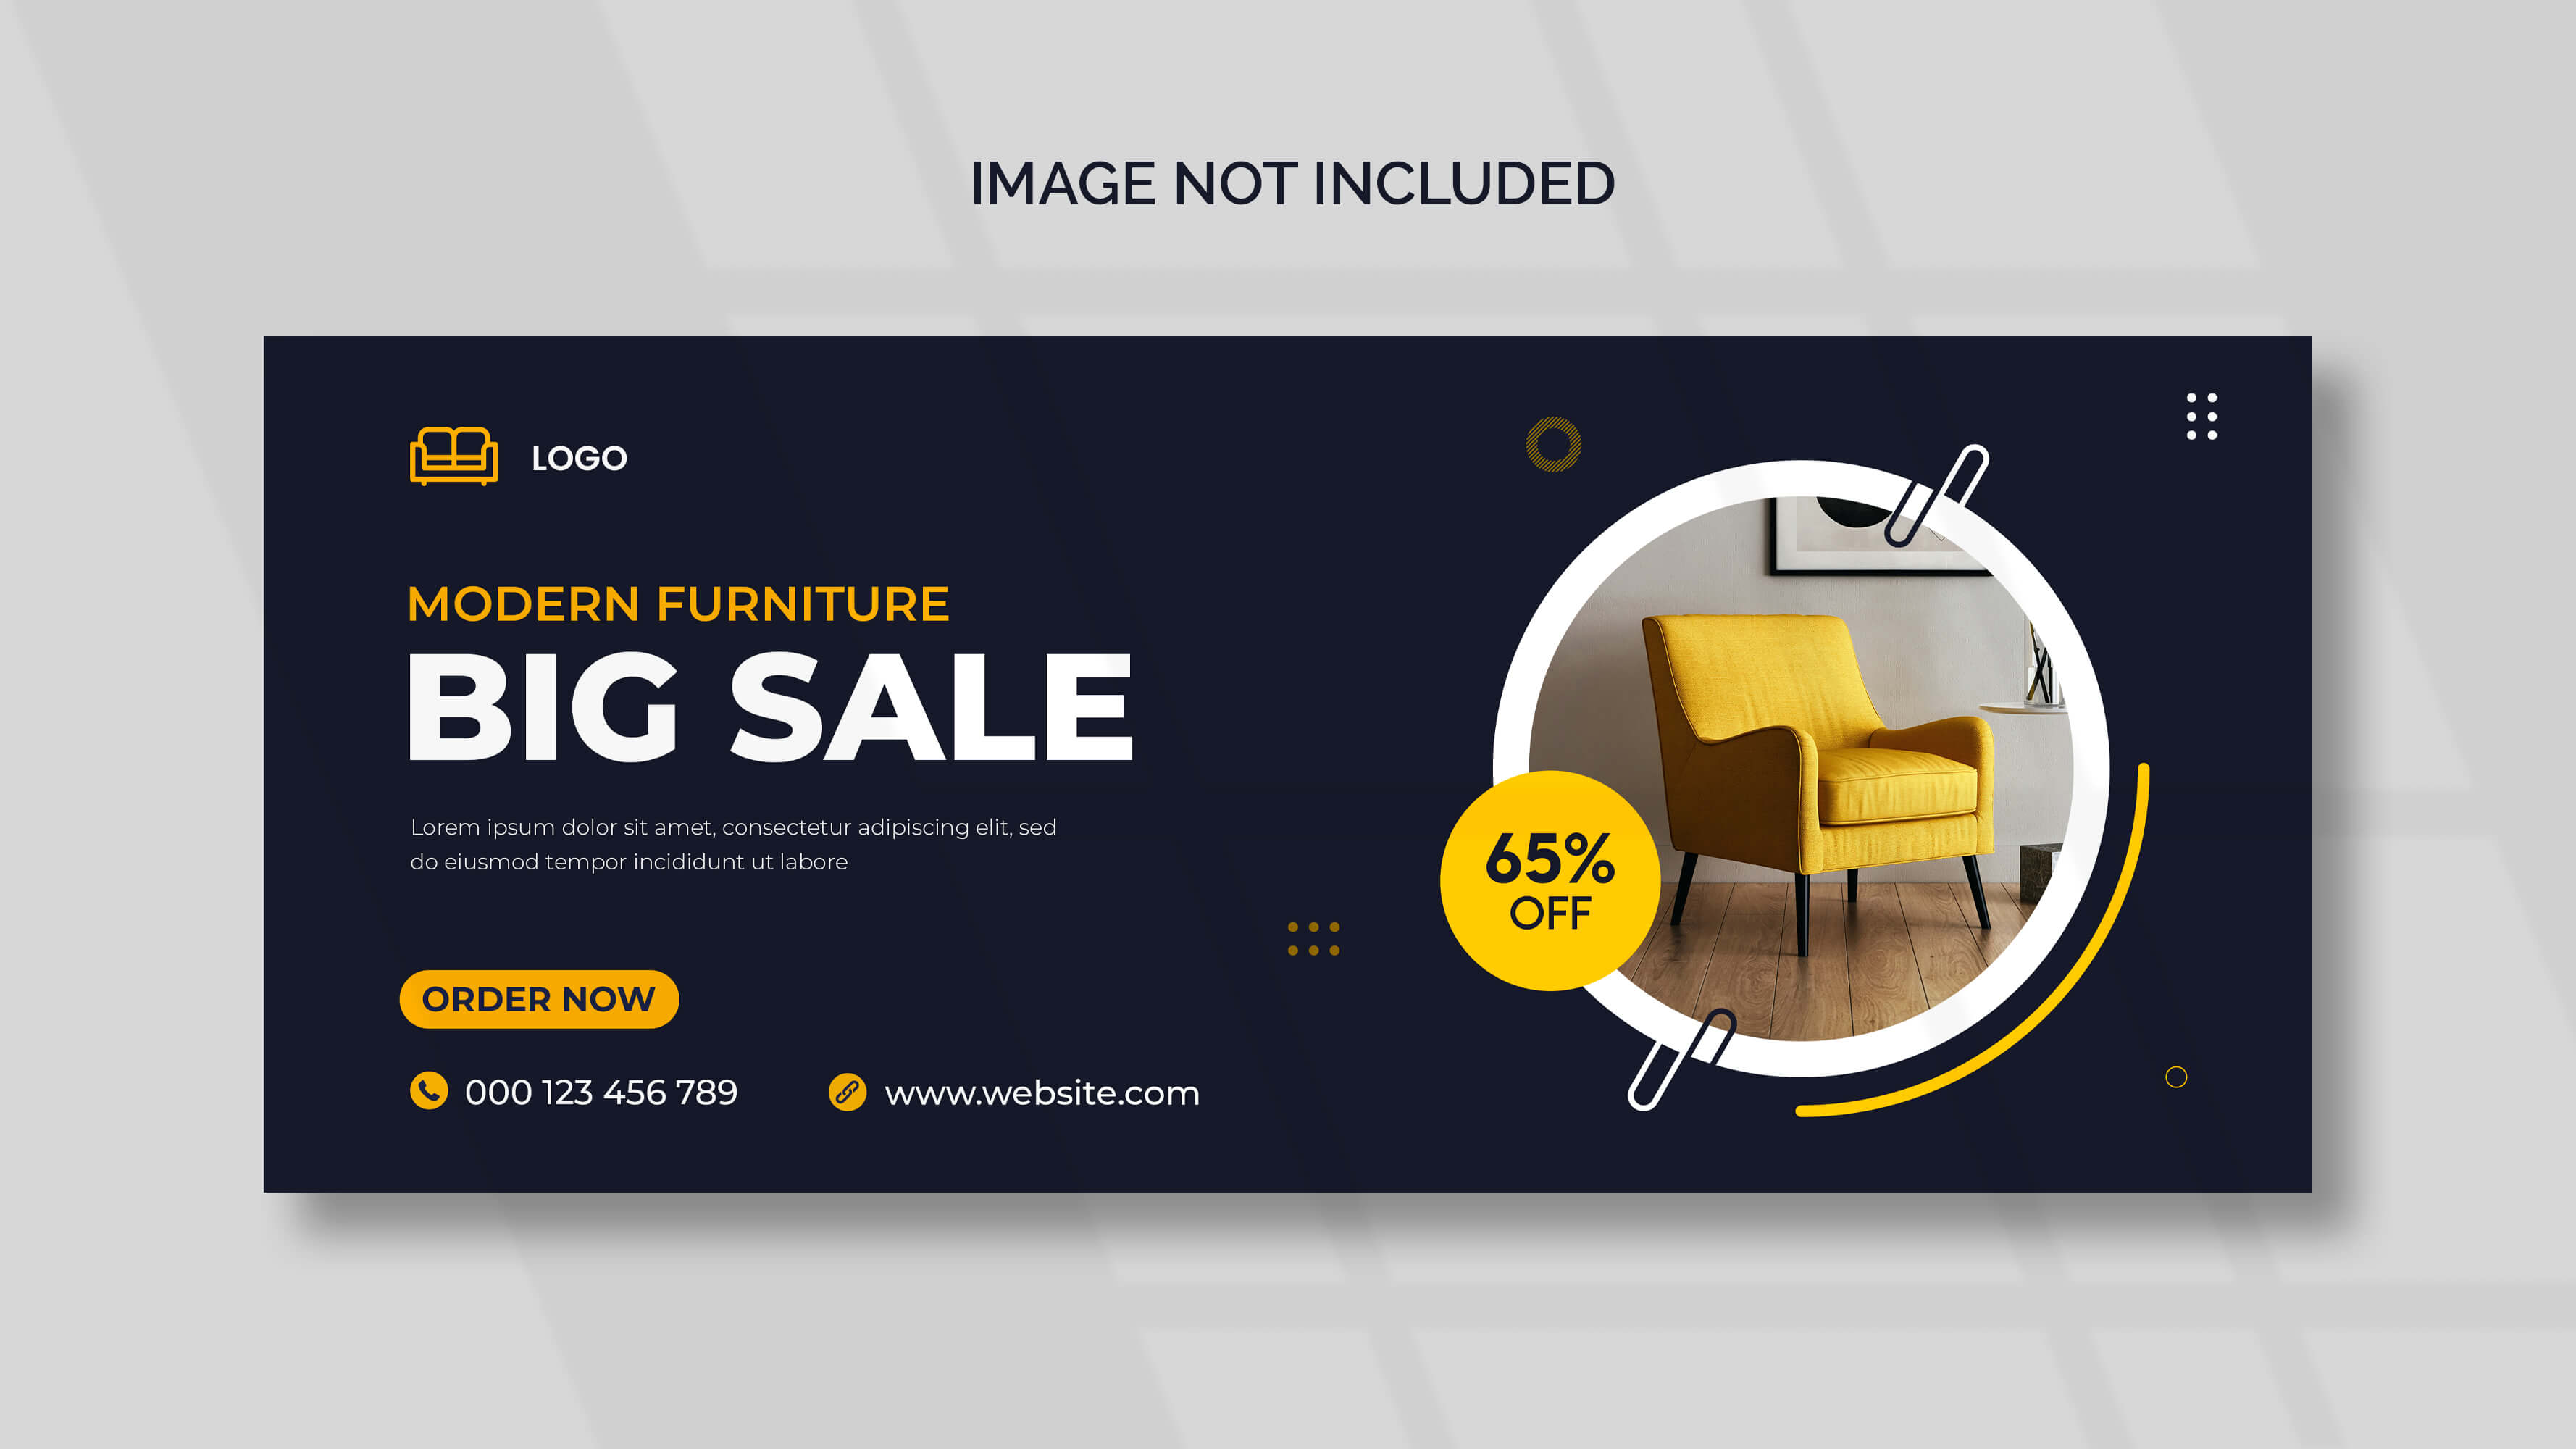 IMAGE NOT INCLUDED
LOGO
MODERN FURNITURE
BIG SALE
Lorem ipsum dolor sit amet, consectetur adipiscing elit, sed
do eiusmod tempor incididunt ut labore
65%
OFF
ORDER NOW
000 123 456 789
www.website.com